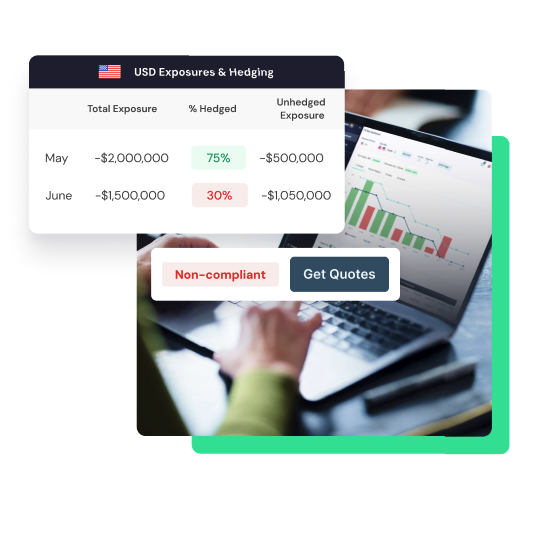 USD Exposures & Hedging
Total Exposure % Hedged Unhedged
Exposure
May -$2,000,000 75% -$500,000
June -$1,500,000 30% -$1,050,000
Non-compliant Get Quotes